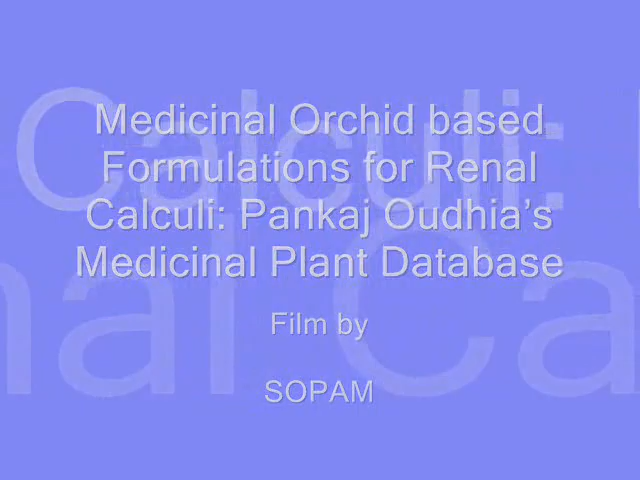 Medicinal Orchid based
Formulations for Renal
Calculi: Pankaj Oudhia’s
Medicinal Plant Database
Film by
SOPAM